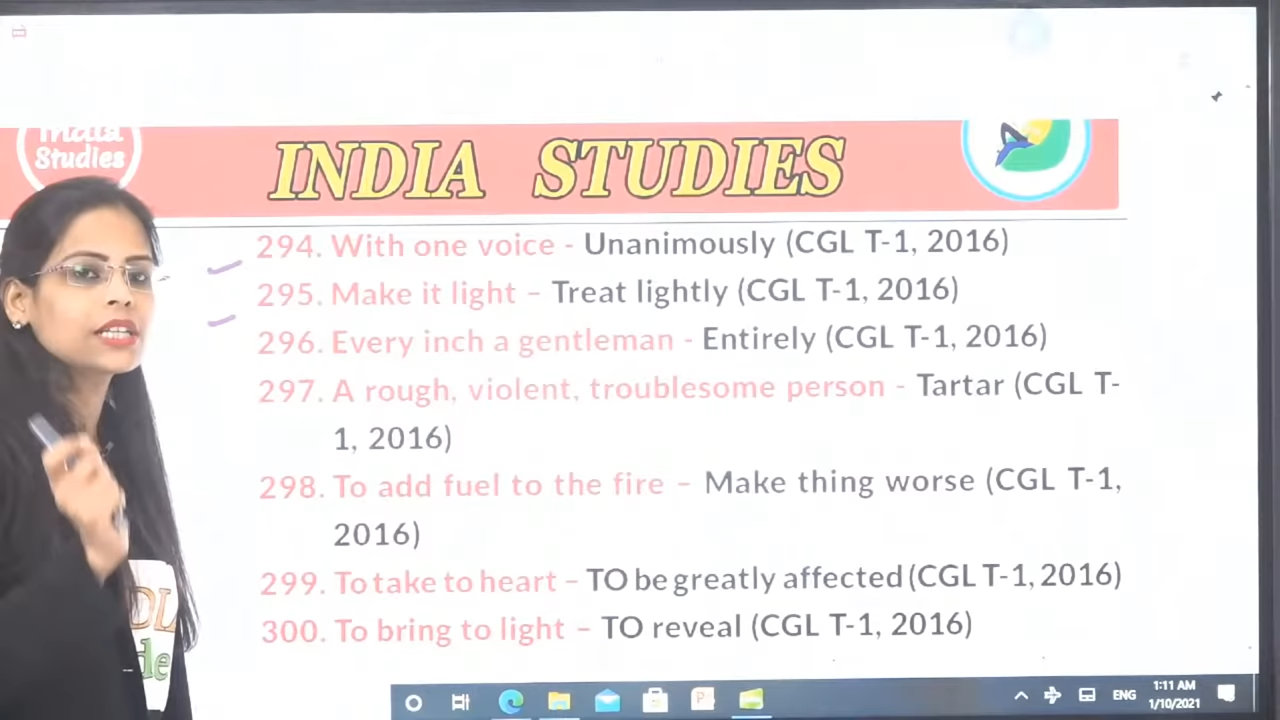 India
Studies
INDIA STUDIES
294. With one voice - Unanimously (CGL T-1, 2016)
295. Make it light – Treat lightly (CGL T-1, 2016)
296. Every inch a gentleman - Entirely (CGL T-1, 2016)
297. A rough, violent, troublesome person - Tartar (CGL T-
1, 2016)
298. To add fuel to the fire – Make thing worse (CGL T-1,
2016)
299. To take to heart – TO be greatly affected (CGL T-1, 2016)
300. To bring to light – TO reveal (CGL T-1, 2016)
ENG
1:11 AM
1/10/2021